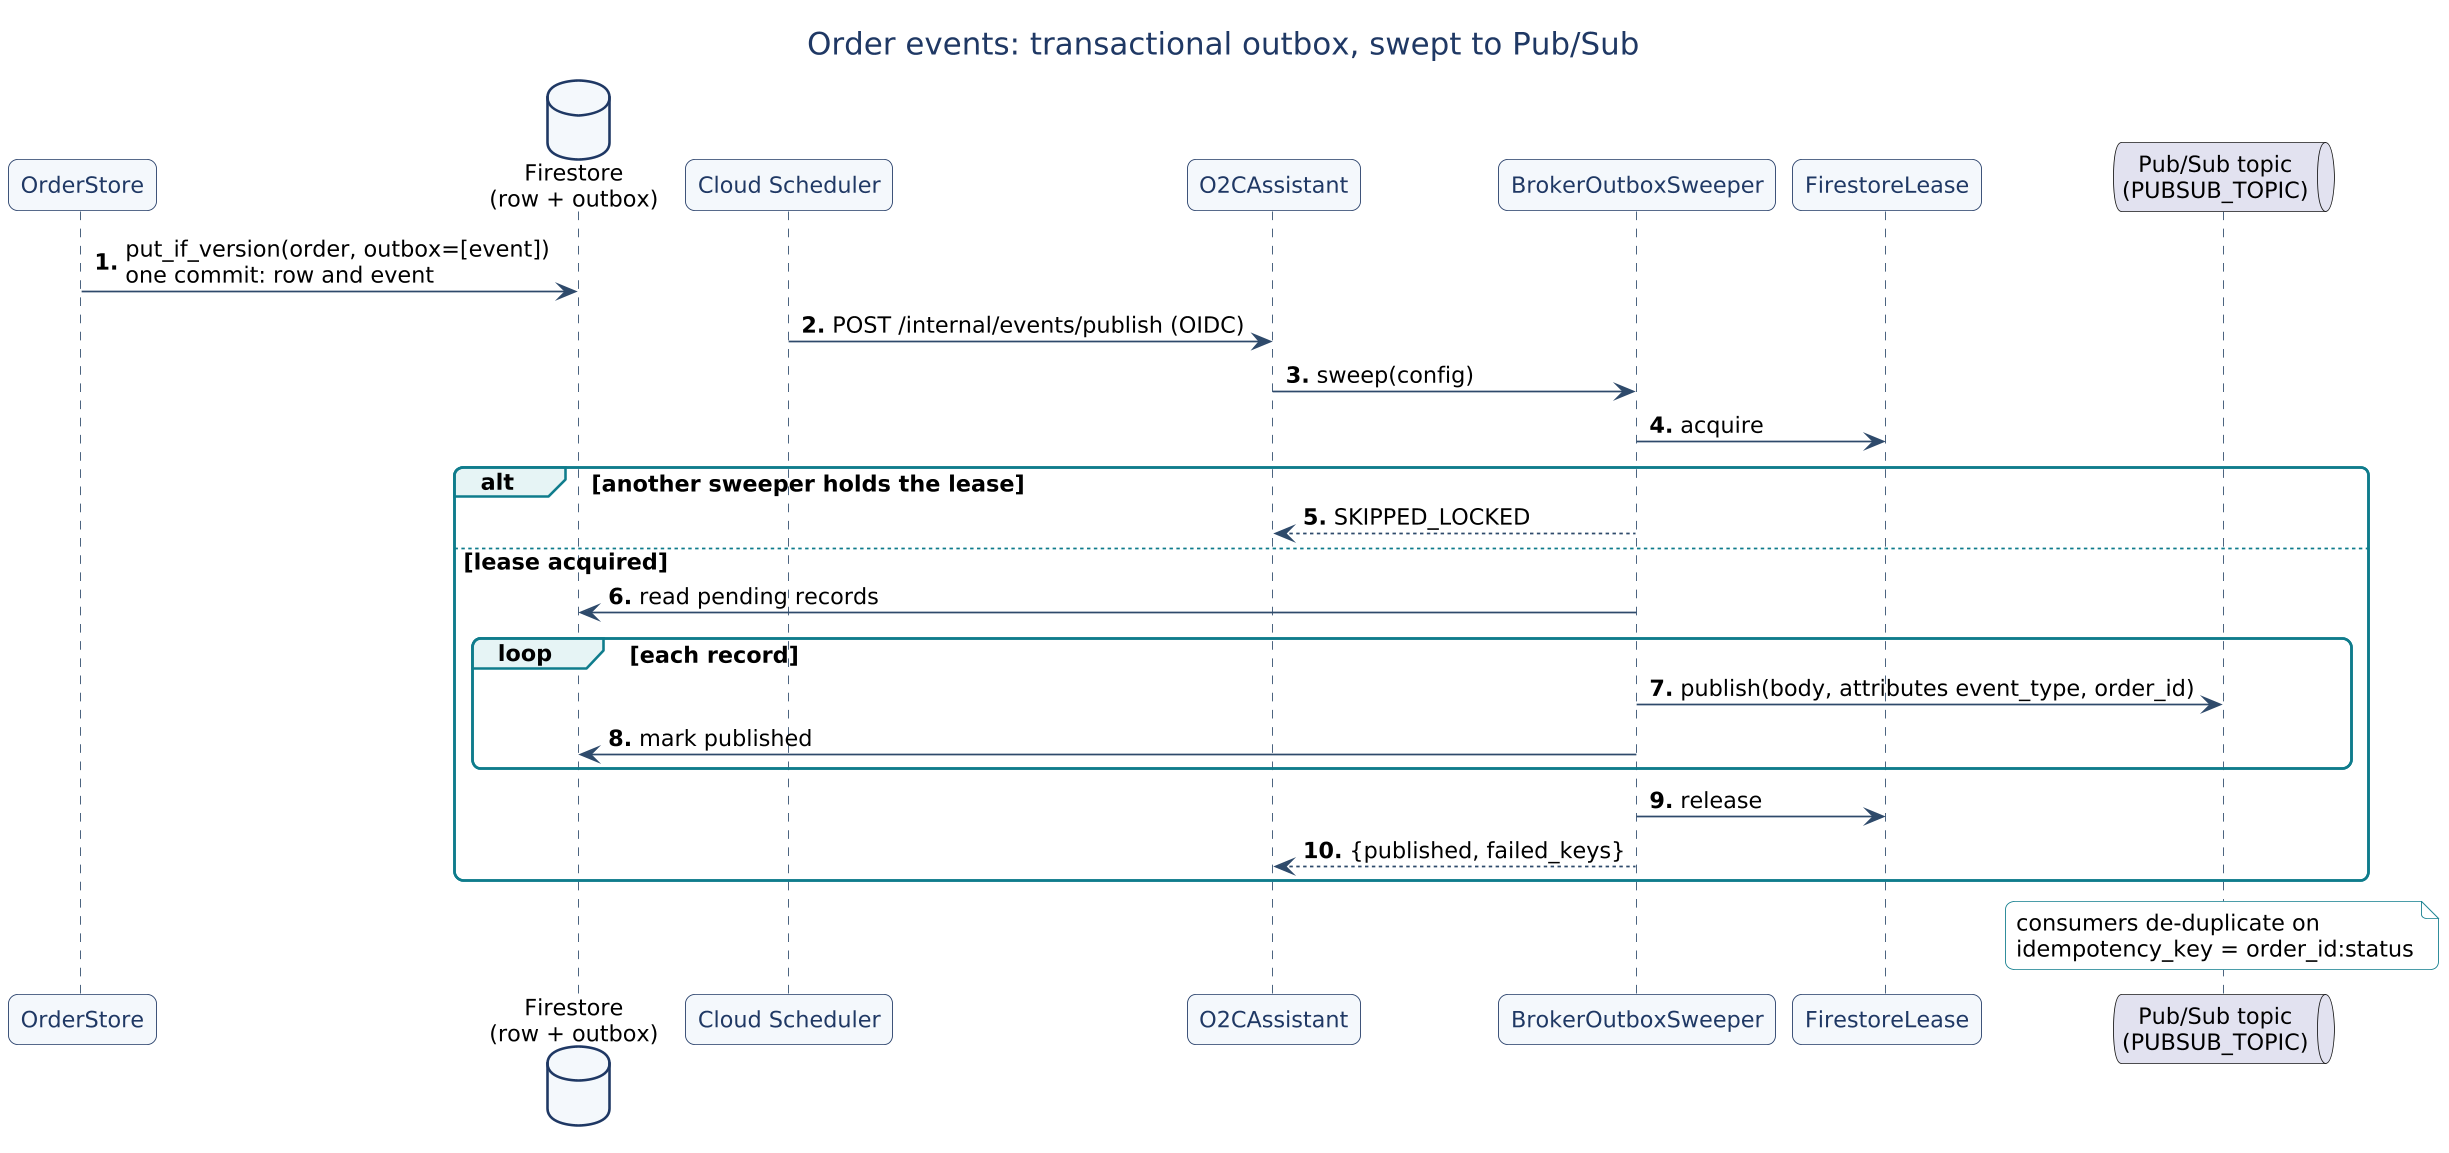 Order events: transactional outbox, swept to Pub/Sub
OrderStore
Firestore
(row + outbox)
Cloud Scheduler
O2CAssistant
BrokerOutboxSweeper
FirestoreLease
Pub/Sub topic
(PUBSUB_TOPIC)
1. put_if_version(order, outbox=[event])
one commit: row and event
2. POST /internal/events/publish (OIDC)
3. sweep(config)
4. acquire
alt [another sweeper holds the lease]
5. SKIPPED_LOCKED
[lease acquired]
6. read pending records
loop [each record]
7. publish(body, attributes event_type, order_id)
8. mark published
9. release
10. {published, failed_keys}
consumers de-duplicate on
idempotency_key = order_id:status
OrderStore
Firestore
(row + outbox)
Cloud Scheduler
O2CAssistant
BrokerOutboxSweeper
FirestoreLease
Pub/Sub topic
(PUBSUB_TOPIC)